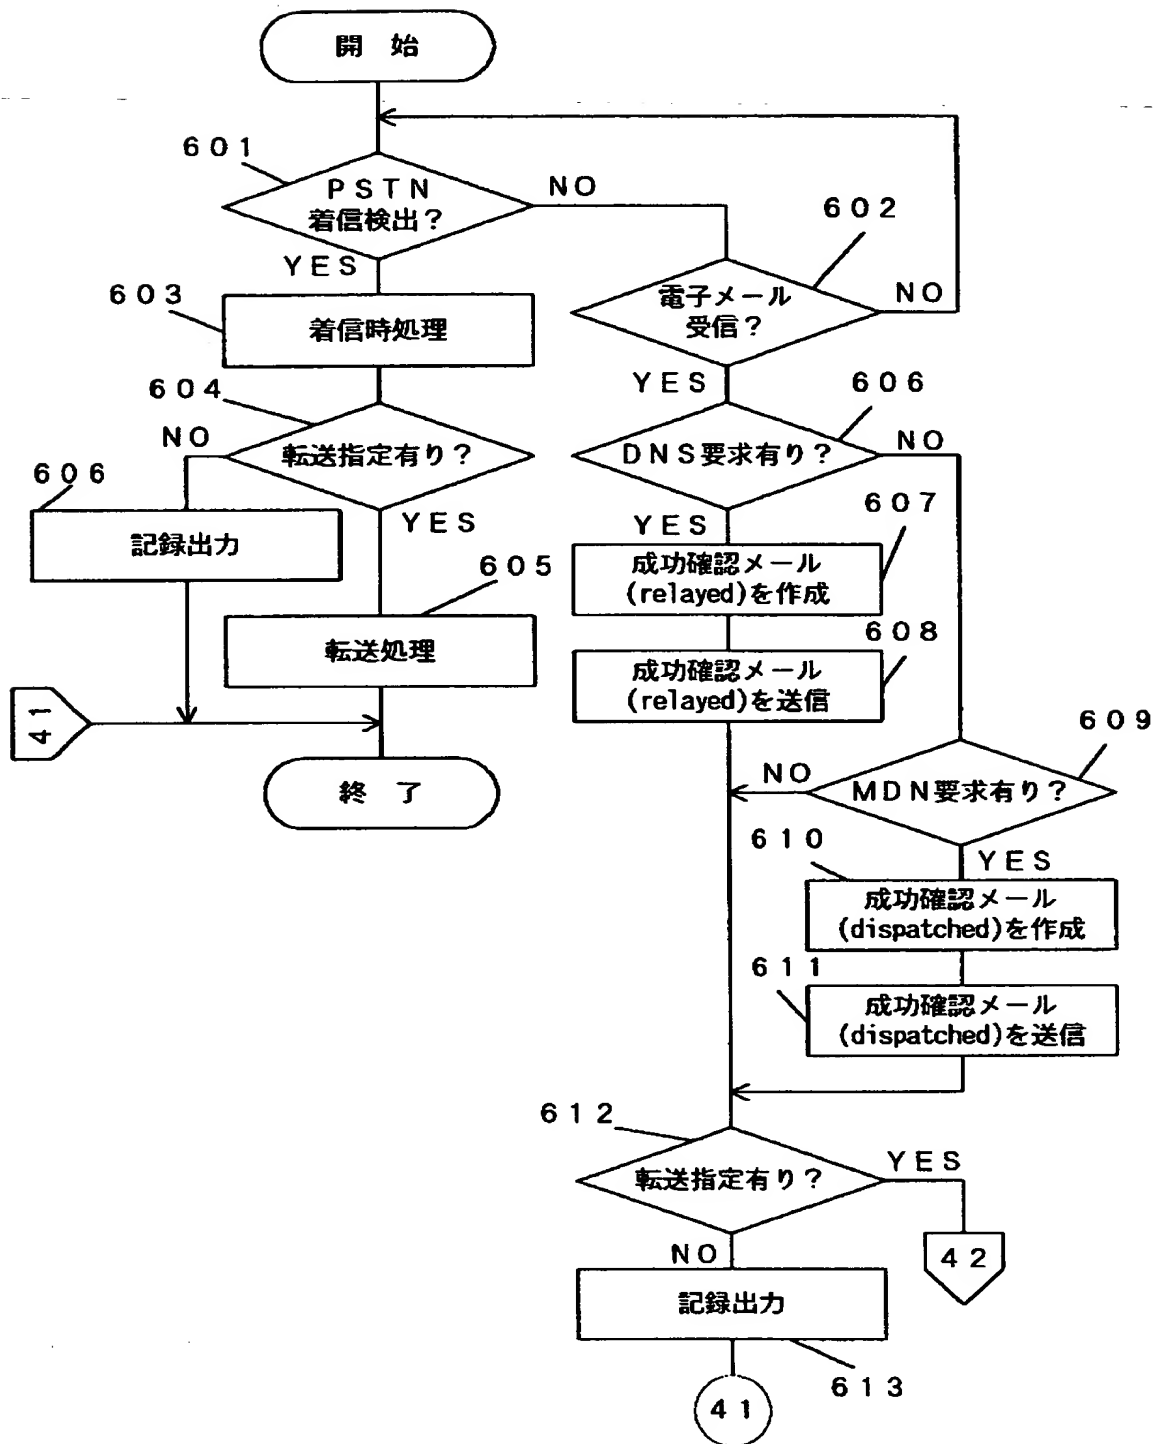 開 始
601
PSTN
着信検出?
NO
YES
602
電子メール
受信?
NO
YES
603
着信時処理
604
転送指定有り?
NO
YES
606
記録出力
605
転送処理
41
終 了
606
DNS要求有り?
NO
YES
607
成功確認メール
(relayed)を作成
608
成功確認メール
(relayed)を送信
609
MDN要求有り?
NO
YES
610
成功確認メール
(dispatched)を作成
611
成功確認メール
(dispatched)を送信
612
転送指定有り?
YES
NO
42
記録出力
613
41